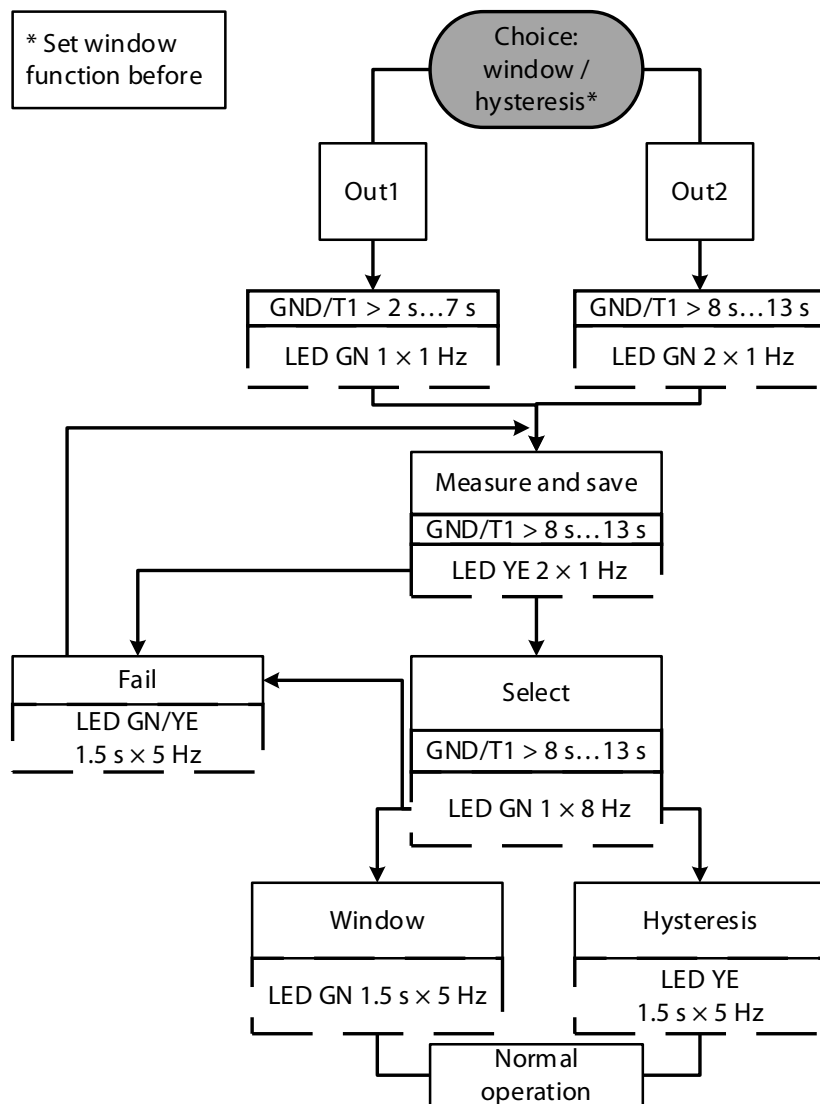 * Set window
function before
Choice:
window /
hysteresis*
Out1
Out2
GND/T1 > 2 s…7 s
LED GN 1 × 1 Hz
GND/T1 > 8 s…13 s
LED GN 2 × 1 Hz
Measure and save
GND/T1 > 8 s…13 s
LED YE 2 × 1 Hz
Fail
LED GN/YE
1.5 s × 5 Hz
Select
GND/T1 > 8 s…13 s
LED GN 1 × 8 Hz
Window
LED GN 1.5 s × 5 Hz
Hysteresis
LED YE
1.5 s × 5 Hz
Normal
operation